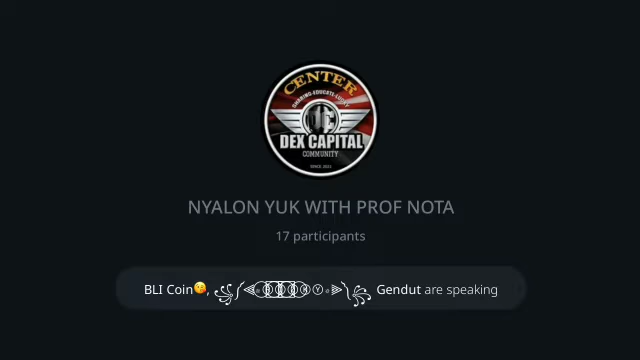 CENTER
SHARING-EDUCATE-LUCKY
DEX CAPITAL
COMMUNITY
SINCE 2021
NYALON YUK WITH PROF NOTA
17 participants
BLI Coin😋, Gendut are speaking